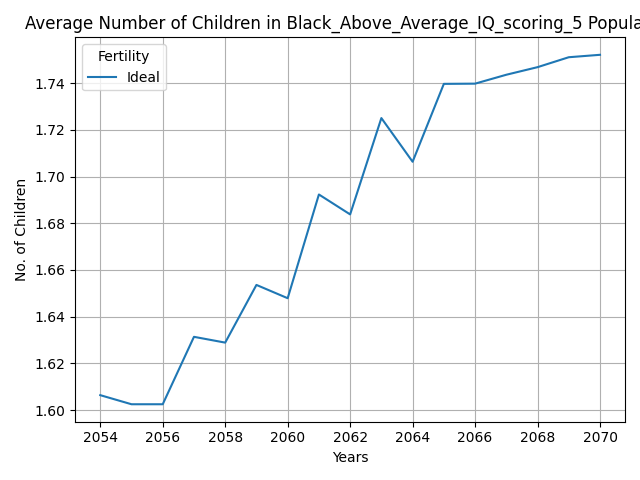 Average Number of Children in Black_Above_Average_IQ_scoring_5 Popula
Fertility
Ideal
No. of Children
1.74
1.72
1.70
1.68
1.66
1.64
1.62
1.60
2054 2056 2058 2060 2062 2064 2066 2068 2070
Years